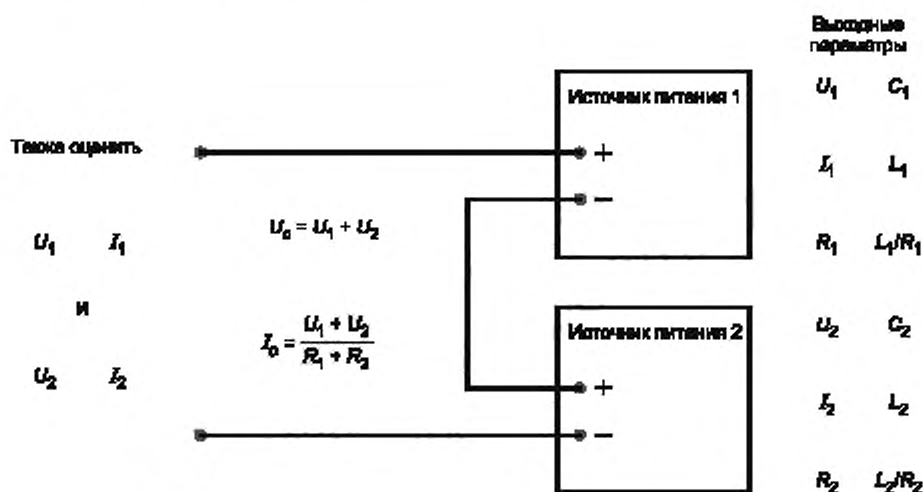 Выходные
параметры
U₁ C₁
Источник питания 1
Также оценить
+
I₁ L₁
−
U₀ = U₁ + U₂
U₁ I₁
R₁ L₁/R₁
и
I₀ = (U₁ + U₂) / (R₁ + R₂)
Источник питания 2
U₂ C₂
U₂ I₂
+
I₂ L₂
−
R₂ L₂/R₂